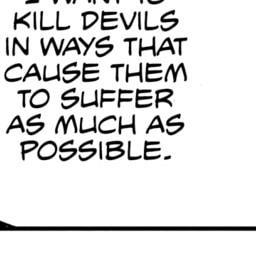 KILL DEVILS
IN WAYS THAT
CAUSE THEM
TO SUFFER
AS MUCH AS
POSSIBLE.